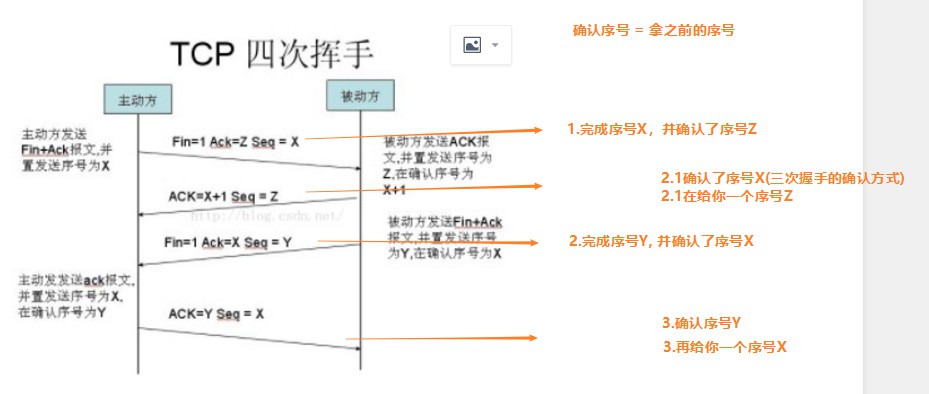 确认序号 = 拿之前的序号
TCP 四次挥手
主动方
被动方
主动方发送
Fin+Ack报文,并
置发送序号为X
Fin=1 Ack=Z Seq = X
被动方发送ACK报
文,并置发送序号为
Z,在确认序号为
X+1
1.完成序号X，并确认了序号Z
ACK=X+1 Seq = Z
http://blog.csdn.net/
2.1确认了序号X(三次握手的确认方式)
2.1在给你一个序号Z
Fin=1 Ack=X Seq = Y
被动方发送Fin+Ack
报文,并置发送序号
为Y,在确认序号为X
2.完成序号Y, 并确认了序号X
主动发发送ack报文,
并置发送序号为X,
在确认序号为Y
ACK=Y Seq = X
3.确认序号Y
3.再给你一个序号X